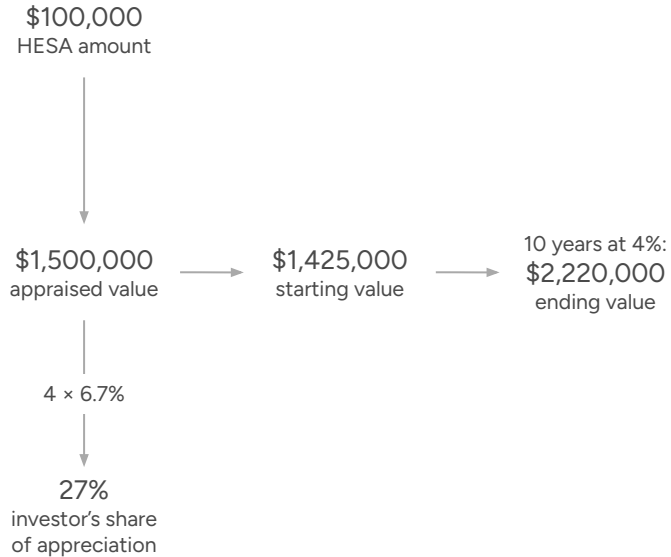 $100,000
HESA amount
$1,500,000
appraised value
$1,425,000
starting value
10 years at 4%:
$2,220,000
ending value
4 × 6.7%
27%
investor’s share
of appreciation